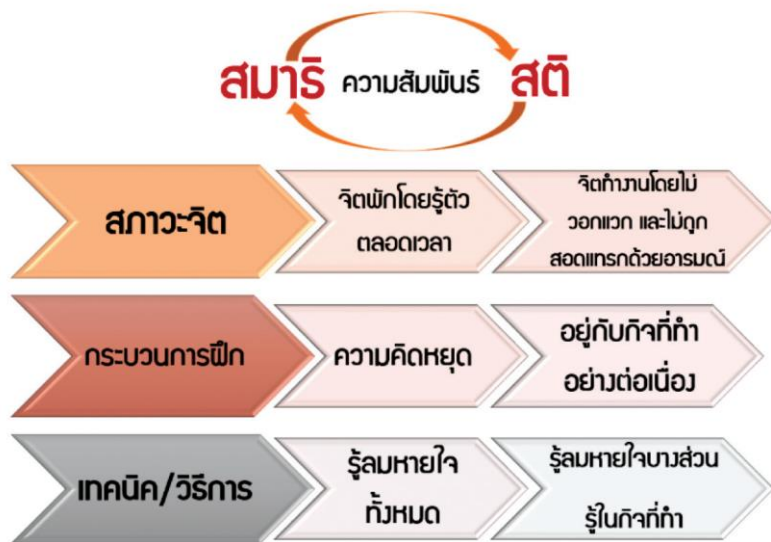 สมาธิ ความสัมพันธ์ สติ
สภาวะจิต
จิตพักโดยรู้ตัว
ตลอดเวลา
จิตทำงานโดยไม่
วอกแวก และไม่ถูก
สอดแทรกด้วยอารมณ์
กระบวนการฝึก
ความคิดหยุด
อยู่กับกิจที่ทำ
อย่างต่อเนื่อง
เทคนิค/วิธีการ
รู้ลมหายใจ
ทั้งหมด
รู้ลมหายใจบางส่วน
รู้ในกิจที่ทำ